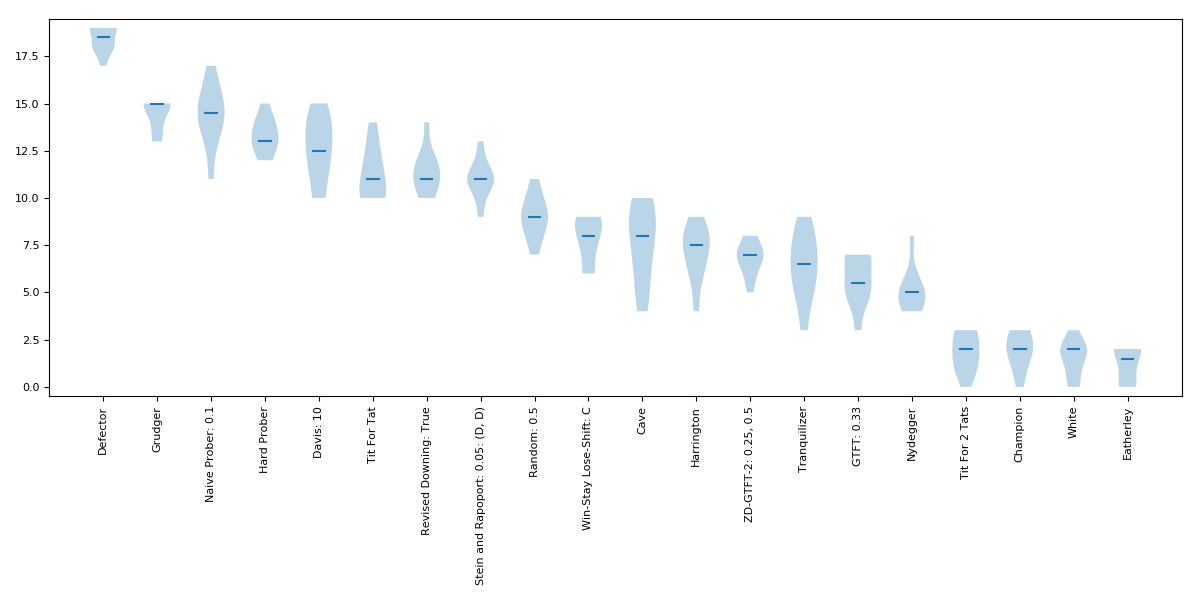 17.5
15.0
12.5
10.0
7.5
5.0
2.5
0.0
Defector
Grudger
Naive Prober: 0.1
Hard Prober
Davis: 10
Tit For Tat
Revised Downing: True
Stein and Rapoport: 0.05: (D, D)
Random: 0.5
Win-Stay Lose-Shift: C
Cave
Harrington
ZD-GTFT-2: 0.25, 0.5
Tranquilizer
GTFT: 0.33
Nydegger
Tit For 2 Tats
Champion
White
Eatherley